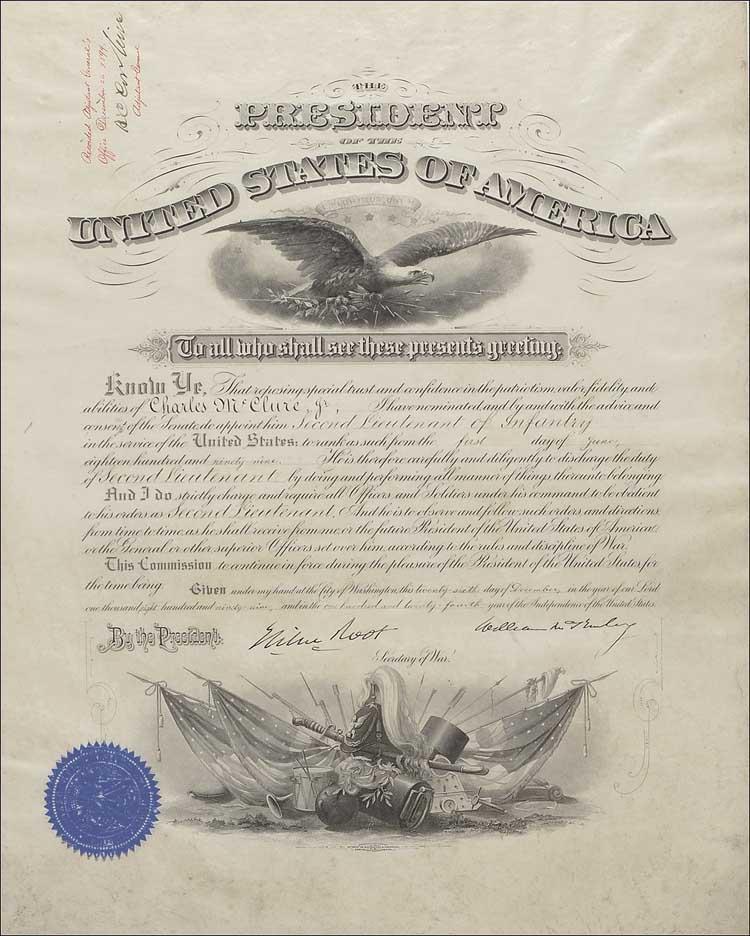 Recorded Adjutant General's
Office December 26 1899.
Adjutant General
THE
PRESIDENT
OF THE
UNITED STATES OF AMERICA
To all who shall see these presents greeting:
Know Ye, That reposing special trust and confidence in the patriotism, valor, fidelity and
abilities of Charles McClure, Jr, I have nominated and by and with the advice and
consent of the Senate do appoint him Second Lieutenant of Infantry
in the service of the United States: to rank as such from the first day of June,
eighteen hundred and ninety nine. He is therefore carefully and diligently to discharge the duty
of Second Lieutenant by doing and performing all manner of things thereunto belonging
And I do strictly charge and require all Officers and Soldiers under his command to be obedient
to his orders as Second Lieutenant. And he is to observe and follow such orders, and directions,
from time to time, as he shall receive from me, or the future President of the United States of America,
or the General or other superior Officers set over him, according to the rules and discipline of War.
This Commission to continue in force during the pleasure of the President of the United States for
the time being. Given under my hand at the City of Washington, this twenty-sixth day of December, in the year of our Lord
one thousand eight hundred and ninety nine, and in the one hundred and twenty-fourth year of the Independence of the United States.
By the President: Elihu Root William McKinley
Secretary of War.